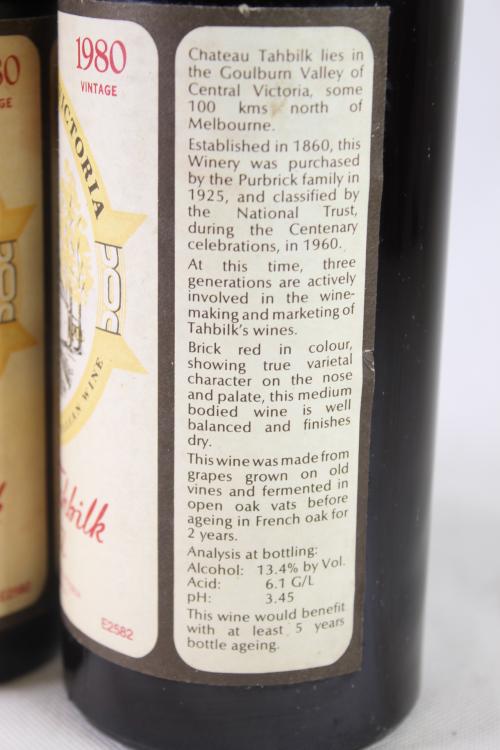 80
GE
1980
VINTAGE
VICTORIA
WINE
Tahbilk
E2582
Chateau Tahbilk lies in
the Goulburn Valley of
Central Victoria, some
100 kms north of
Melbourne.
Established in 1860, this
Winery was purchased
by the Purbrick family in
1925, and classified by
the National Trust,
during the Centenary
celebrations, in 1960.
At this time, three
generations are actively
involved in the wine-
making and marketing of
Tahbilk's wines.
Brick red in colour,
showing true varietal
character on the nose
and palate, this medium
bodied wine is well
balanced and finishes
dry.
This wine was made from
grapes grown on old
vines and fermented in
open oak vats before
ageing in French oak for
2 years.
Analysis at bottling:
Alcohol: 13.4% by Vol.
Acid: 6.1 G/L
pH: 3.45
This wine would benefit
with at least 5 years
bottle ageing.